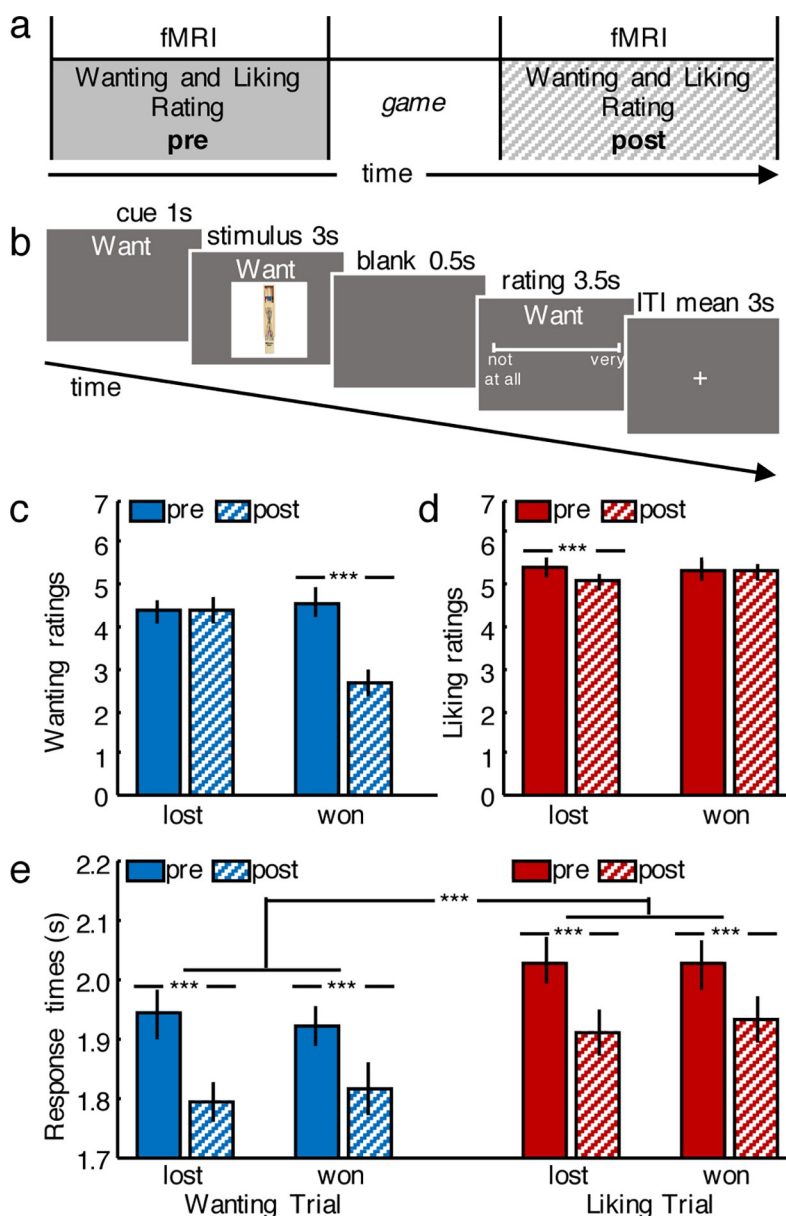 a
fMRI
fMRI
Wanting and Liking
Rating
pre
game
Wanting and Liking
Rating
post
time
b
cue 1s
Want
stimulus 3s
Want
blank 0.5s
rating 3.5s
Want
not
at all
very
ITI mean 3s
+
time
c
pre
post
Wanting ratings
7
6
5
4
3
2
1
0
***
lost
won
d
pre
post
Liking ratings
7
6
5
4
3
2
1
0
***
lost
won
e
pre
post
pre
post
Response times (s)
2.2
2.1
2.0
1.9
1.8
1.7
***
***
***
***
***
lost
won
lost
won
Wanting Trial
Liking Trial